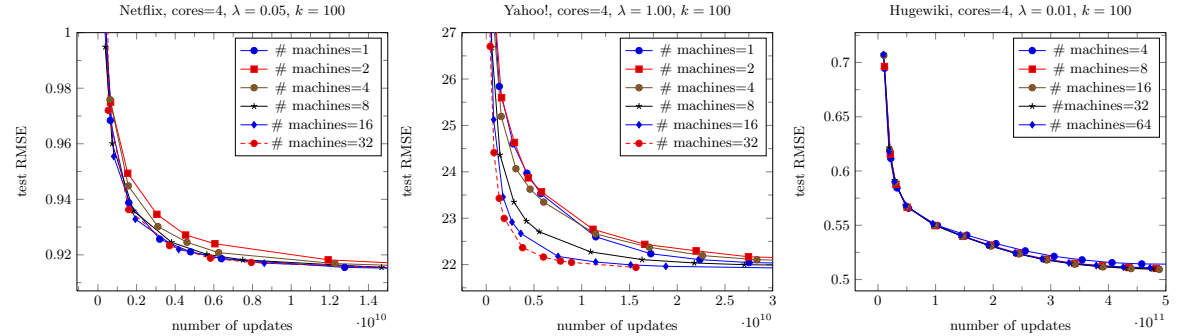 Netflix, cores=4, λ = 0.05, k = 100
1
0.98
0.96
0.94
0.92
test RMSE
# machines=1
# machines=2
# machines=4
# machines=8
# machines=16
# machines=32
0 0.2 0.4 0.6 0.8 1 1.2 1.4
·10^10
number of updates
Yahoo!, cores=4, λ = 1.00, k = 100
27
26
25
24
23
22
test RMSE
# machines=1
# machines=2
# machines=4
# machines=8
# machines=16
# machines=32
0 0.5 1 1.5 2 2.5 3
·10^10
number of updates
Hugewiki, cores=4, λ = 0.01, k = 100
0.7
0.65
0.6
0.55
0.5
test RMSE
# machines=4
# machines=8
# machines=16
#machines=32
# machines=64
0 1 2 3 4 5
·10^11
number of updates